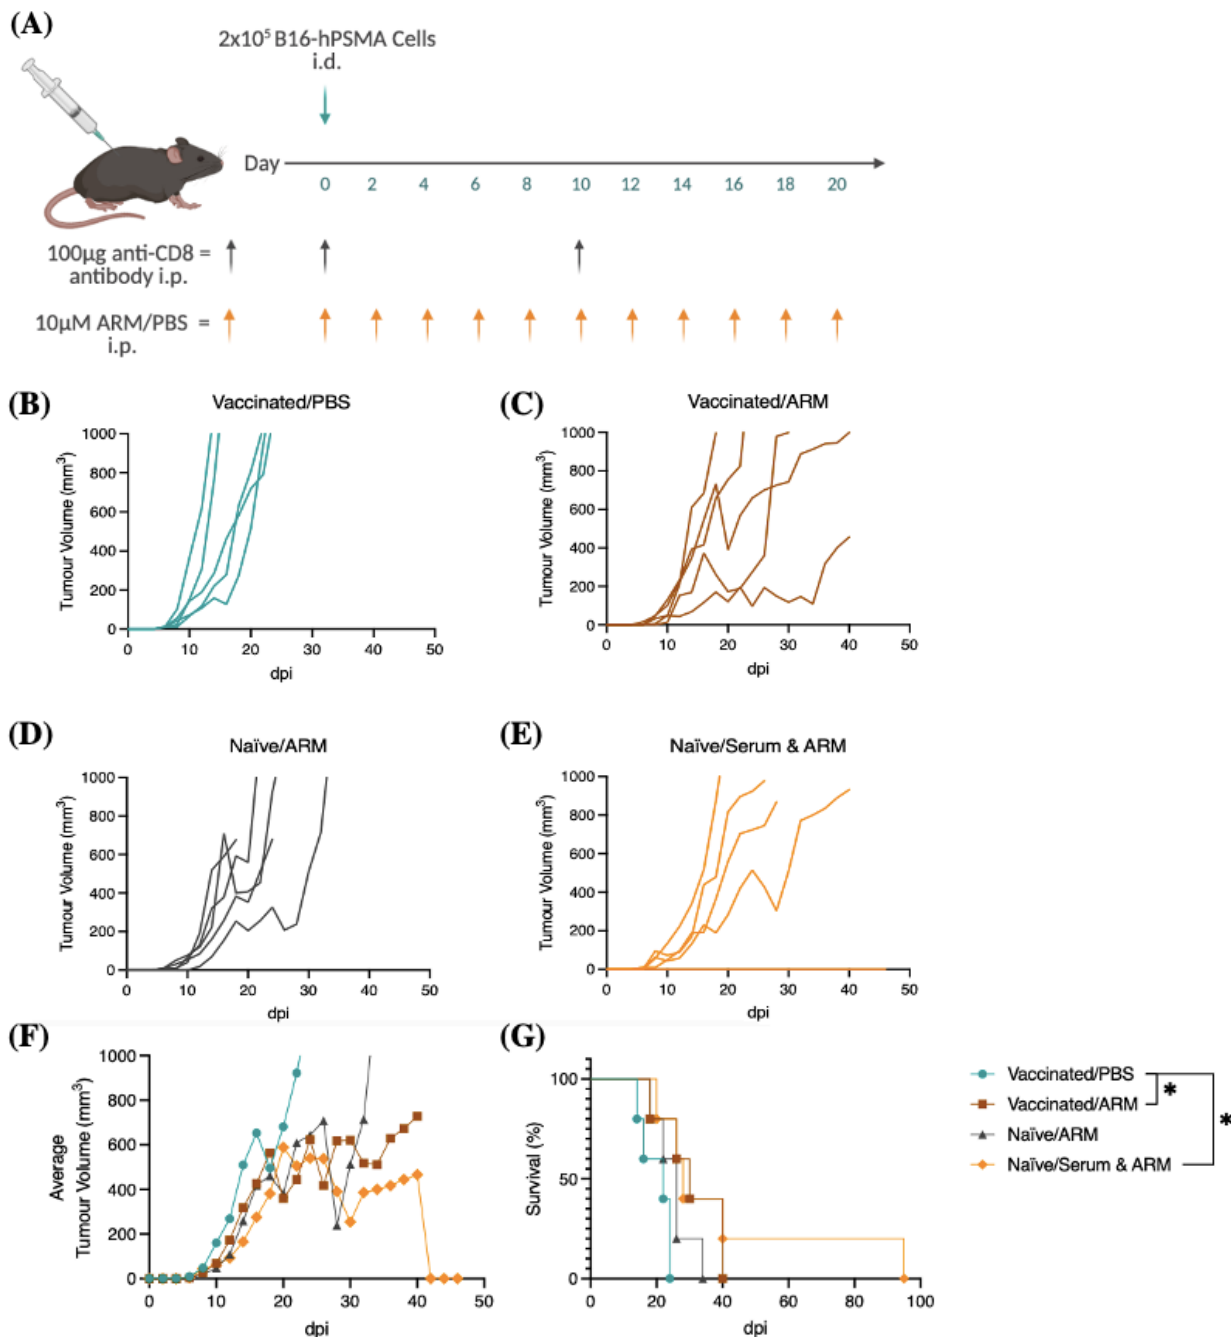 (A)
2x10⁵ B16-hPSMA Cells
i.d.
Day
0 2 4 6 8 10 12 14 16 18 20
100μg anti-CD8 =
antibody i.p.
10μM ARM/PBS =
i.p.
(B)
Vaccinated/PBS
Tumour Volume (mm³)
1000
800
600
400
200
0
0 10 20 30 40 50
dpi
(C)
Vaccinated/ARM
Tumour Volume (mm³)
1000
800
600
400
200
0
0 10 20 30 40 50
dpi
(D)
Naïve/ARM
Tumour Volume (mm³)
1000
800
600
400
200
0
0 10 20 30 40 50
dpi
(E)
Naïve/Serum & ARM
Tumour Volume (mm³)
1000
800
600
400
200
0
0 10 20 30 40 50
dpi
(F)
Average
Tumour Volume (mm³)
1000
800
600
400
200
0
0 10 20 30 40 50
dpi
(G)
Survival (%)
100
50
0
0 20 40 60 80 100
dpi
Vaccinated/PBS
Vaccinated/ARM
Naïve/ARM
Naïve/Serum & ARM
*
*